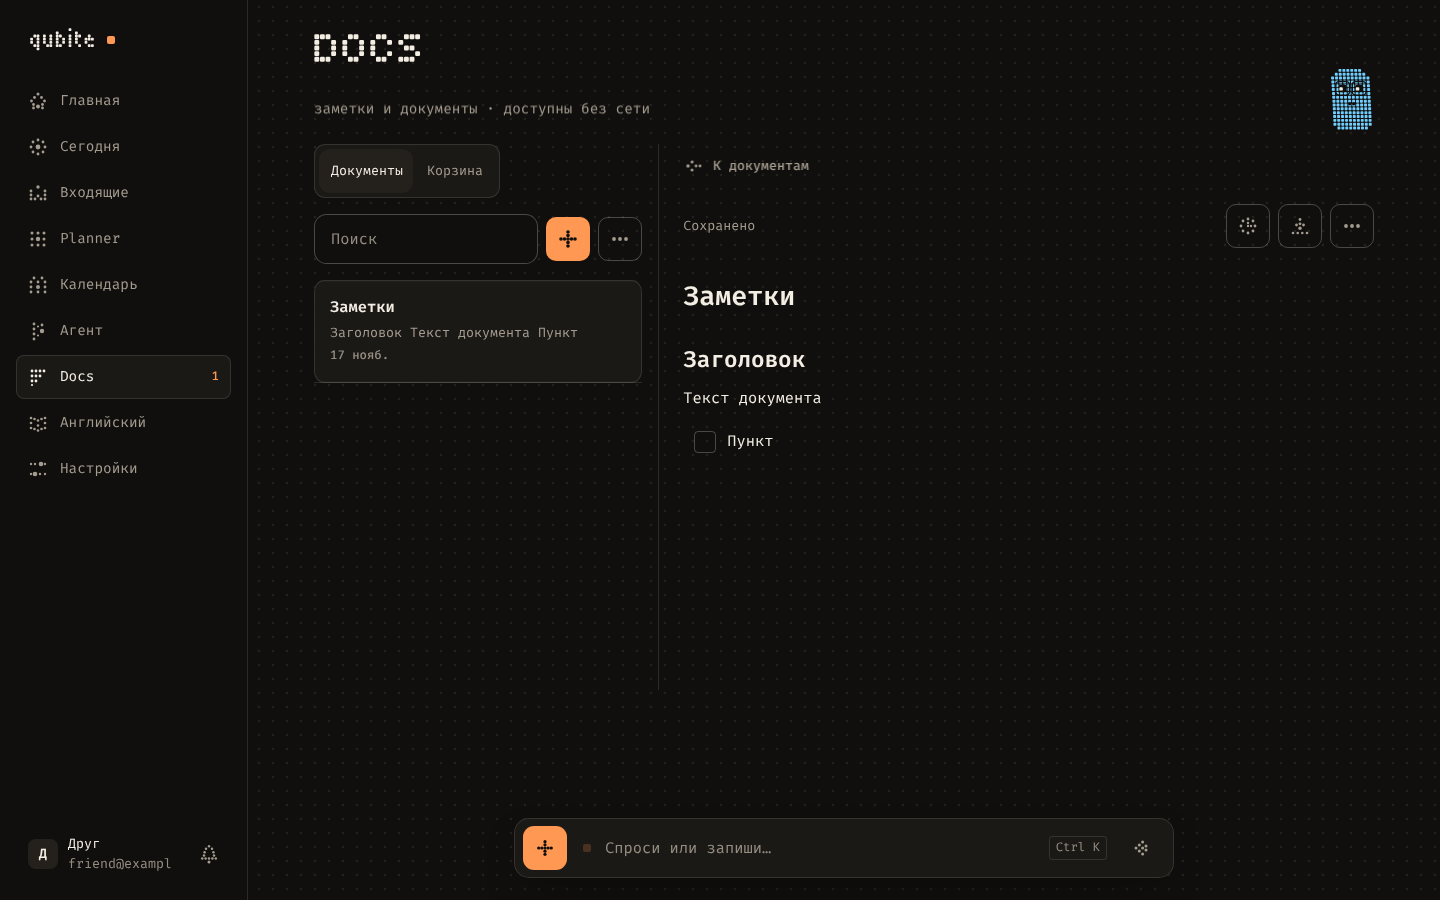 qubite
Главная
Сегодня
Входящие
Planner
Календарь
Агент
Docs 1
Английский
Настройки
Д
Друг
friend@exampl
DOCS
заметки и документы · доступны без сети
Документы Корзина
Поиск
Заметки
Заголовок Текст документа Пункт
17 нояб.
К документам
Сохранено
Заметки
Заголовок
Текст документа
Пункт
Спроси или запиши…
Ctrl K